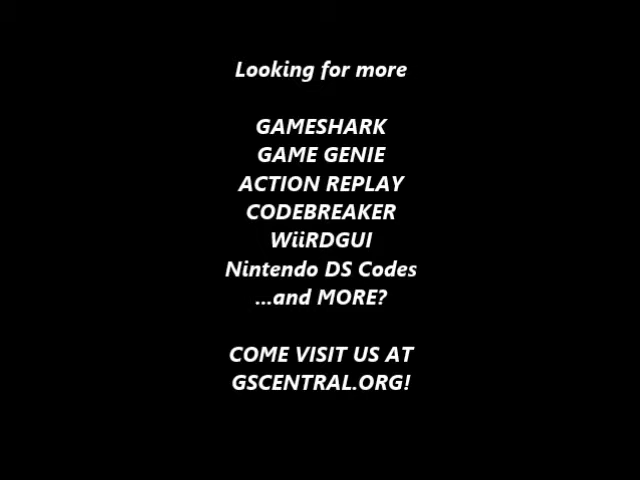 Looking for more
GAMESHARK
GAME GENIE
ACTION REPLAY
CODEBREAKER
WiiRDGUI
Nintendo DS Codes
...and MORE?
COME VISIT US AT
GSCENTRAL.ORG!